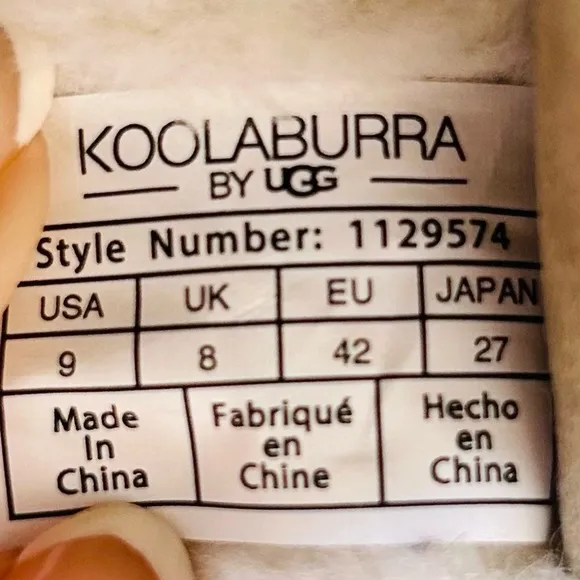 KOOLABURRA
BY UGG
Style Number: 1129574
USA UK EU JAPAN
9 8 42 27
Made In China
Fabriqué en Chine
Hecho en China